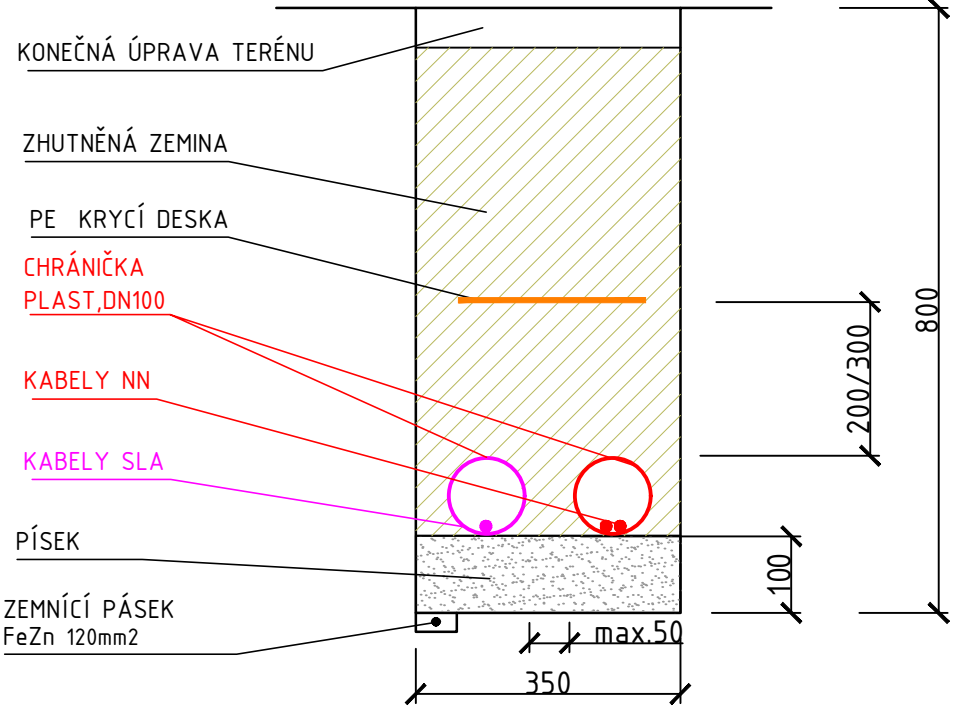 KONEČNÁ ÚPRAVA TERÉNU
ZHUTNĚNÁ ZEMINA
PE KRYCÍ DESKA
CHRÁNIČKA
PLAST,DN100
KABELY NN
KABELY SLA
PÍSEK
ZEMNÍCÍ PÁSEK
FeZn 120mm2
800
200/300
100
max.50
350